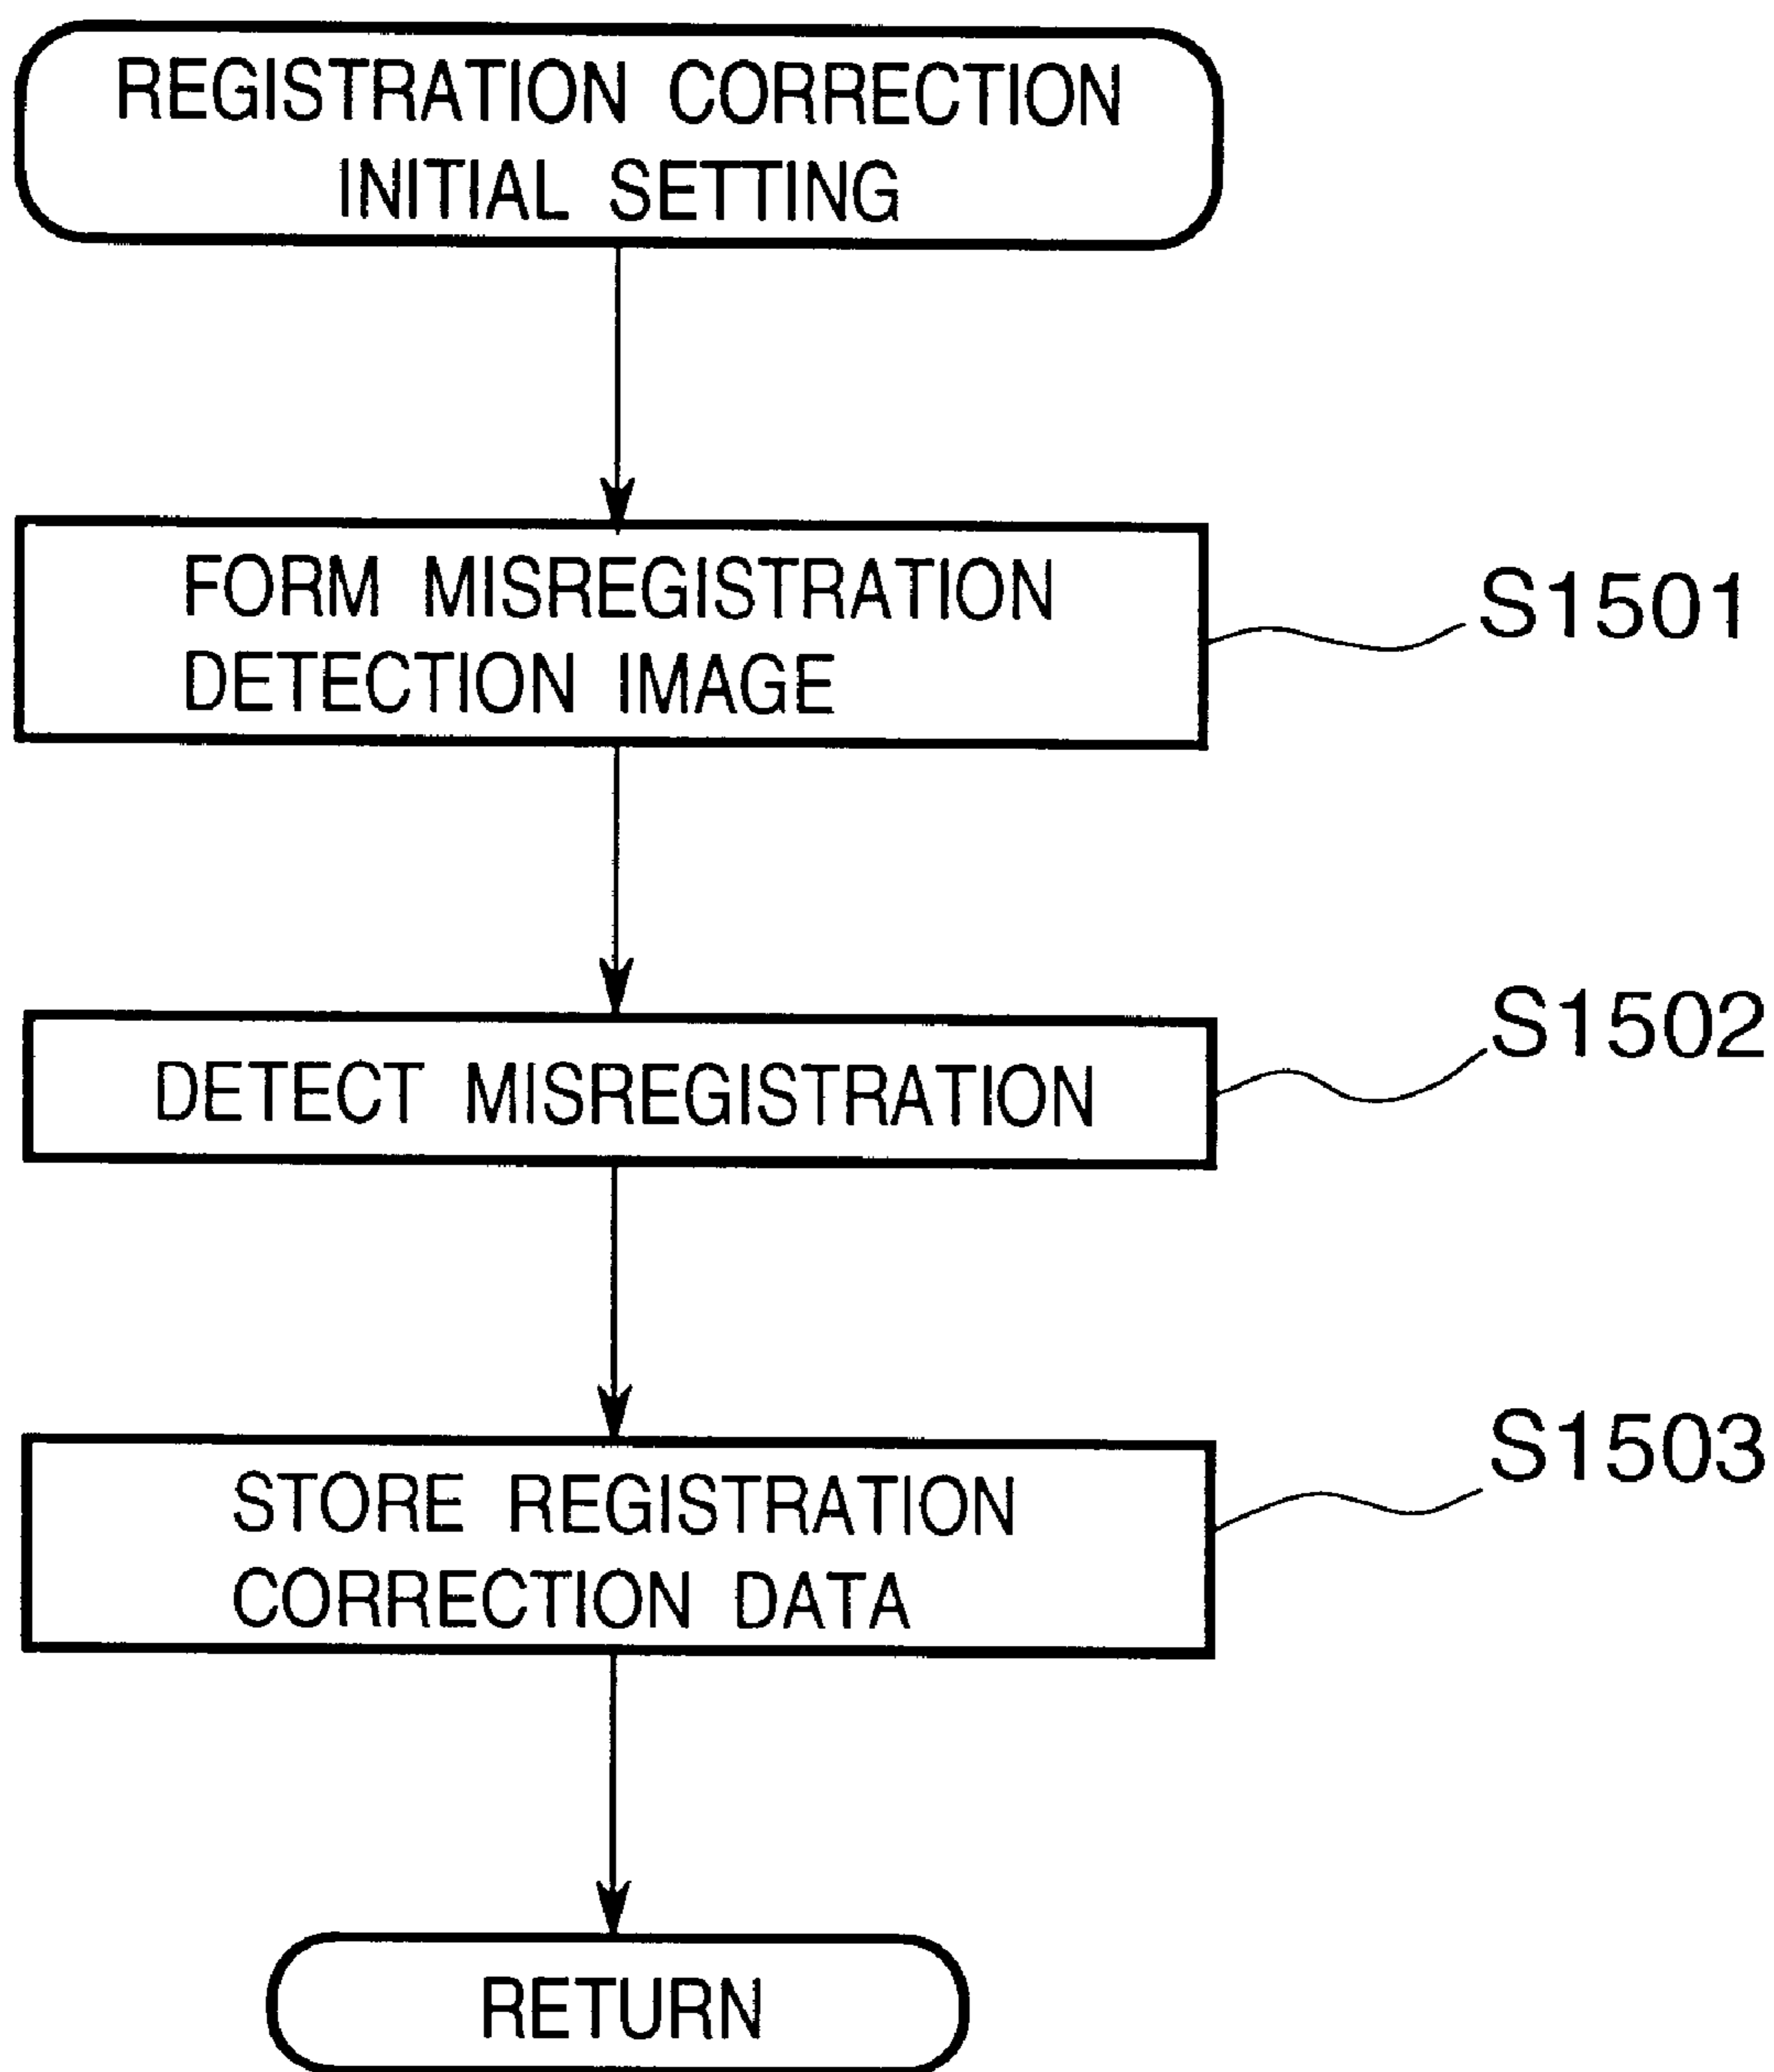 REGISTRATION CORRECTION
INITIAL SETTING
FORM MISREGISTRATION
DETECTION IMAGE
S1501
DETECT MISREGISTRATION
S1502
STORE REGISTRATION
CORRECTION DATA
S1503
RETURN